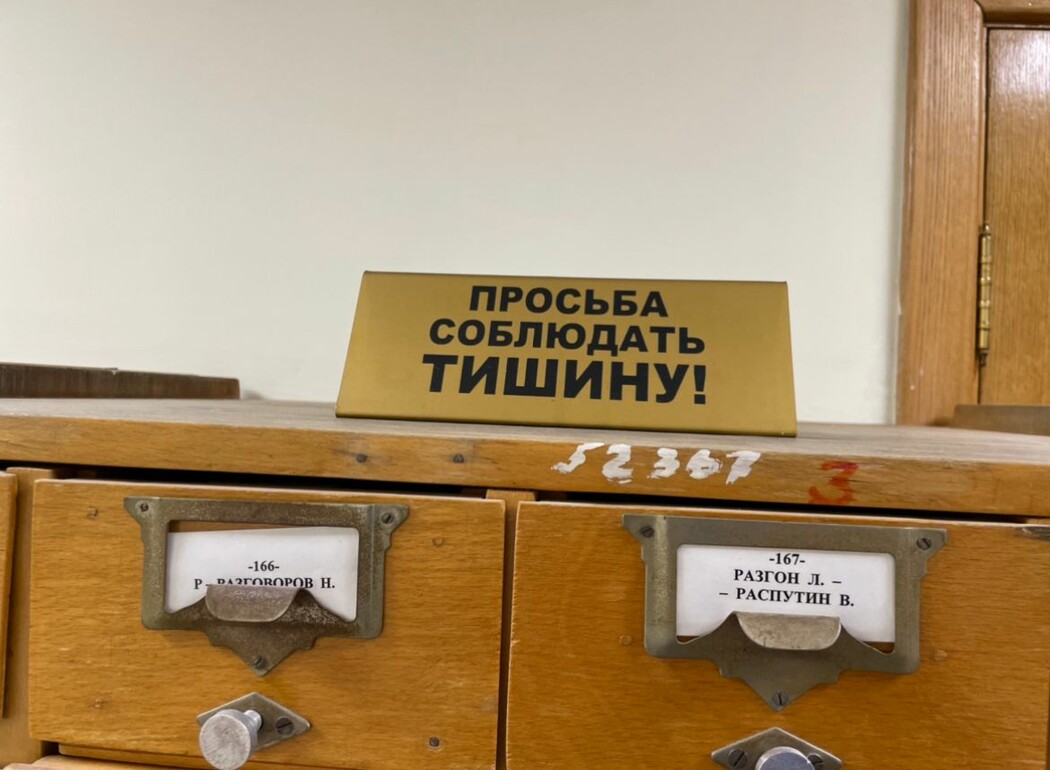 ПРОСЬБА
СОБЛЮДАТЬ
ТИШИНУ!
52367
3
-166-
Р – РАЗГОВОРОВ Н.
-167-
РАЗГОН Л. –
– РАСПУТИН В.